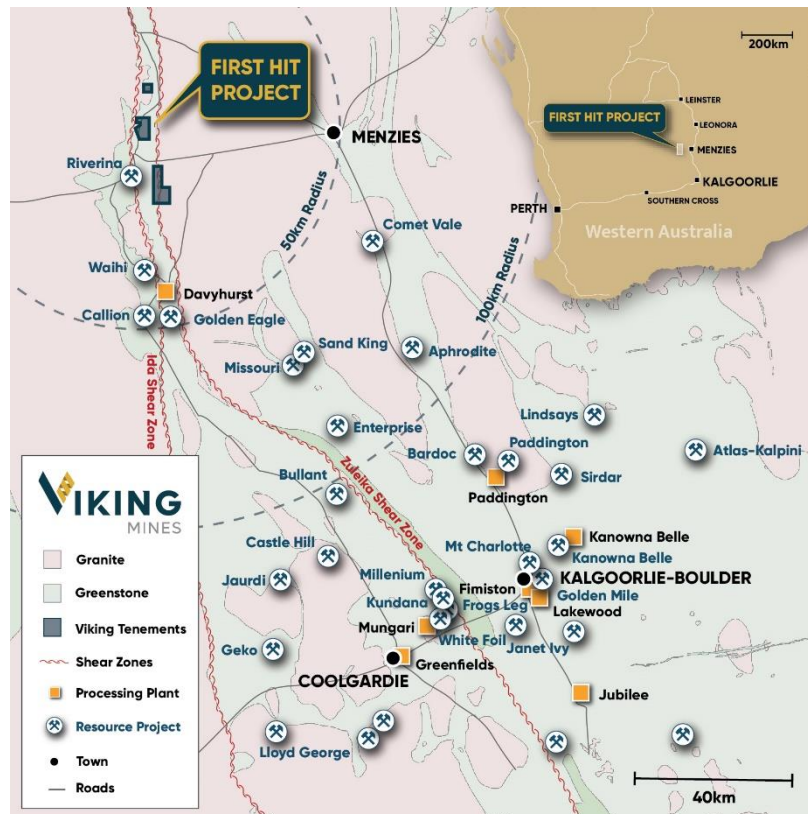 FIRST HIT
PROJECT
200km
LEINSTER
LEONORA
FIRST HIT PROJECT
MENZIES
KALGOORLIE
SOUTHERN CROSS
PERTH
Western Australia
MENZIES
Riverina
50km Radius
Comet Vale
100km Radius
Waihi
Davyhurst
Callion
Golden Eagle
Sand King
Missouri
Aphrodite
Ida Shear Zone
Lindsays
Enterprise
Bardoc
Paddington
Atlas-Kalpini
Sirdar
Paddington
Bullant
Zuleika Shear Zone
Kanowna Belle
Castle Hill
Mt Charlotte
Kanowna Belle
Jaurdi
Millenium
Fimiston
KALGOORLIE-BOULDER
Kundana
Frogs Leg
Golden Mile
Lakewood
Mungari
White Foil
Janet Ivy
Geko
Greenfields
COOLGARDIE
Jubilee
Lloyd George
40km
VIKING
MINES
Granite
Greenstone
Viking Tenements
Shear Zones
Processing Plant
Resource Project
Town
Roads